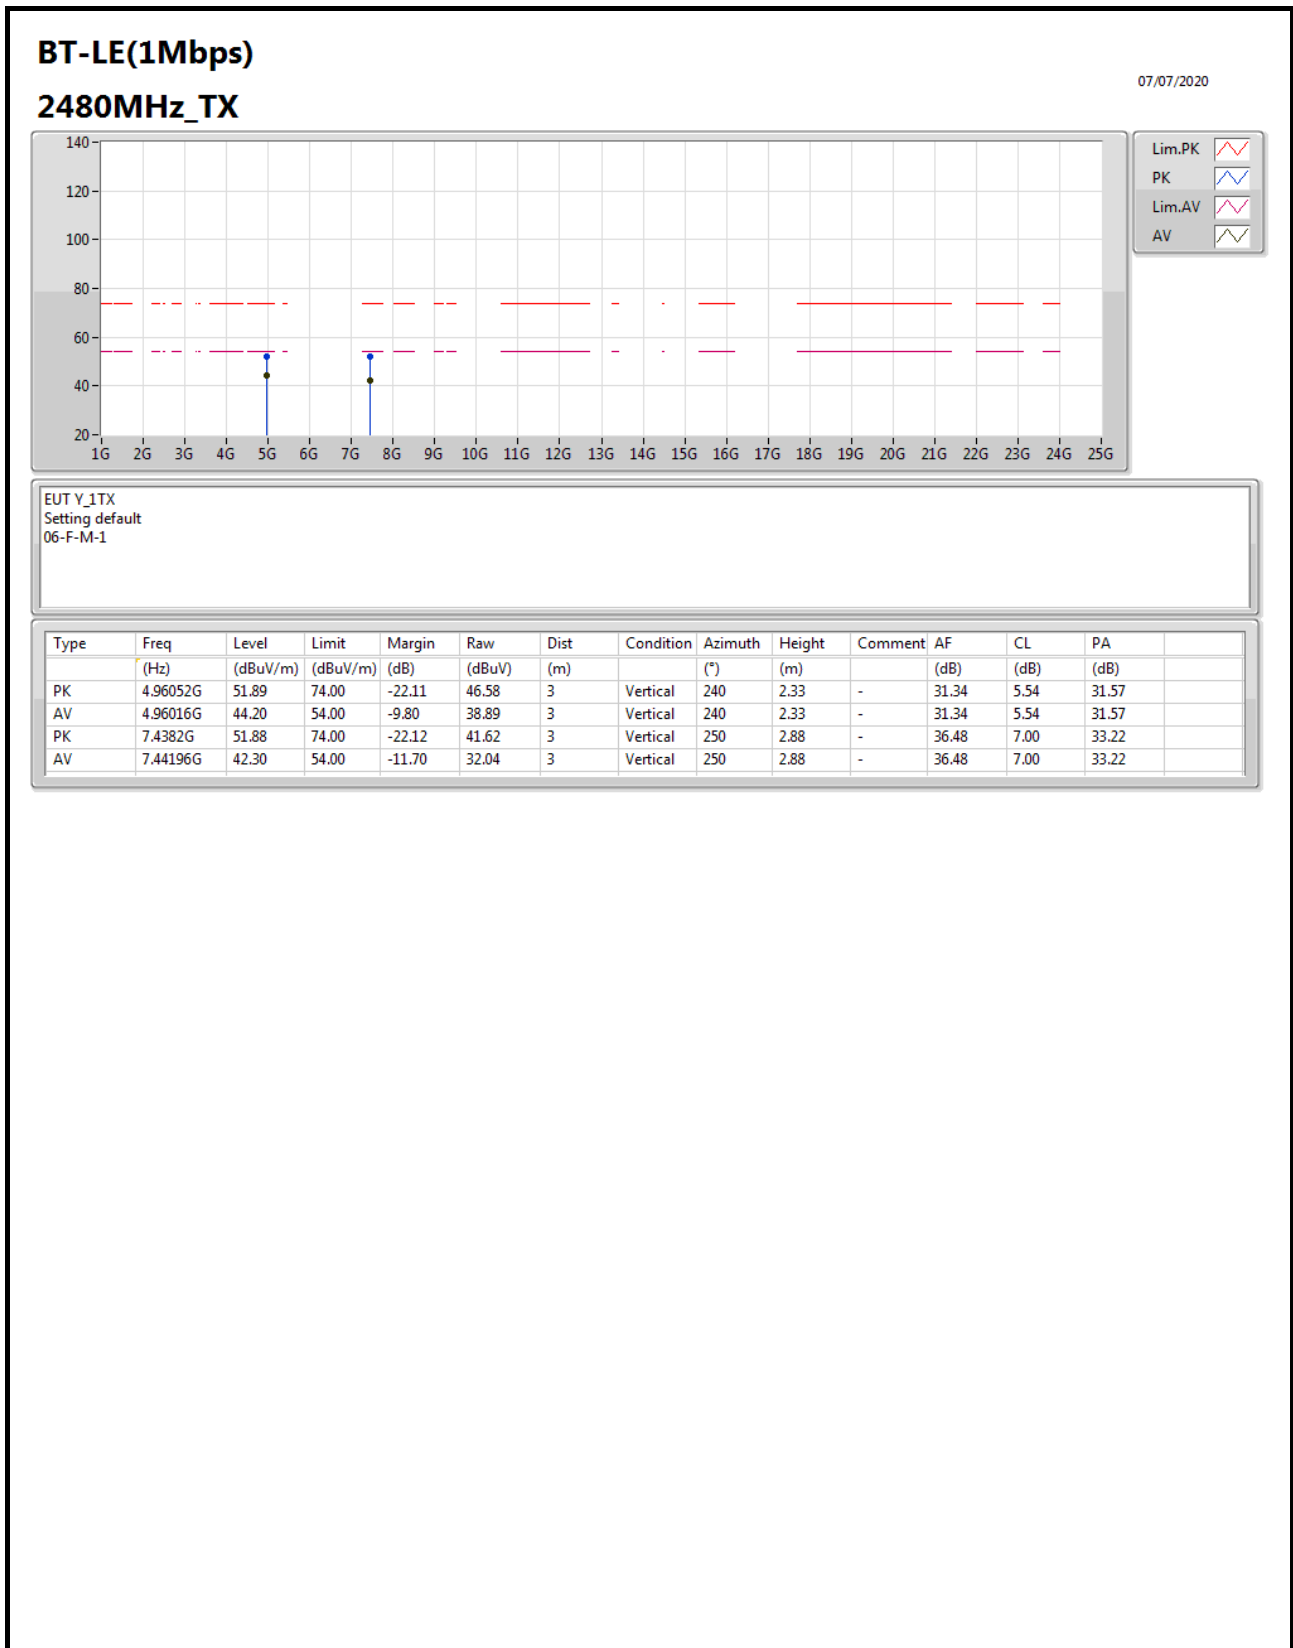 BT-LE(1Mbps)
07/07/2020
2480MHz_TX
140
120
100
80
60
40
20
1G 2G 3G 4G 5G 6G 7G 8G 9G 10G 11G 12G 13G 14G 15G 16G 17G 18G 19G 20G 21G 22G 23G 24G 25G
Lim.PK
PK
Lim.AV
AV
EUT Y_1TX
Setting default
06-F-M-1
Type Freq Level Limit Margin Raw Dist Condition Azimuth Height Comment AF CL PA
(Hz) (dBuV/m) (dBuV/m) (dB) (dBuV) (m) (°) (m) (dB) (dB) (dB)
PK 4.96052G 51.89 74.00 -22.11 46.58 3 Vertical 240 2.33 - 31.34 5.54 31.57
AV 4.96016G 44.20 54.00 -9.80 38.89 3 Vertical 240 2.33 - 31.34 5.54 31.57
PK 7.4382G 51.88 74.00 -22.12 41.62 3 Vertical 250 2.88 - 36.48 7.00 33.22
AV 7.44196G 42.30 54.00 -11.70 32.04 3 Vertical 250 2.88 - 36.48 7.00 33.22